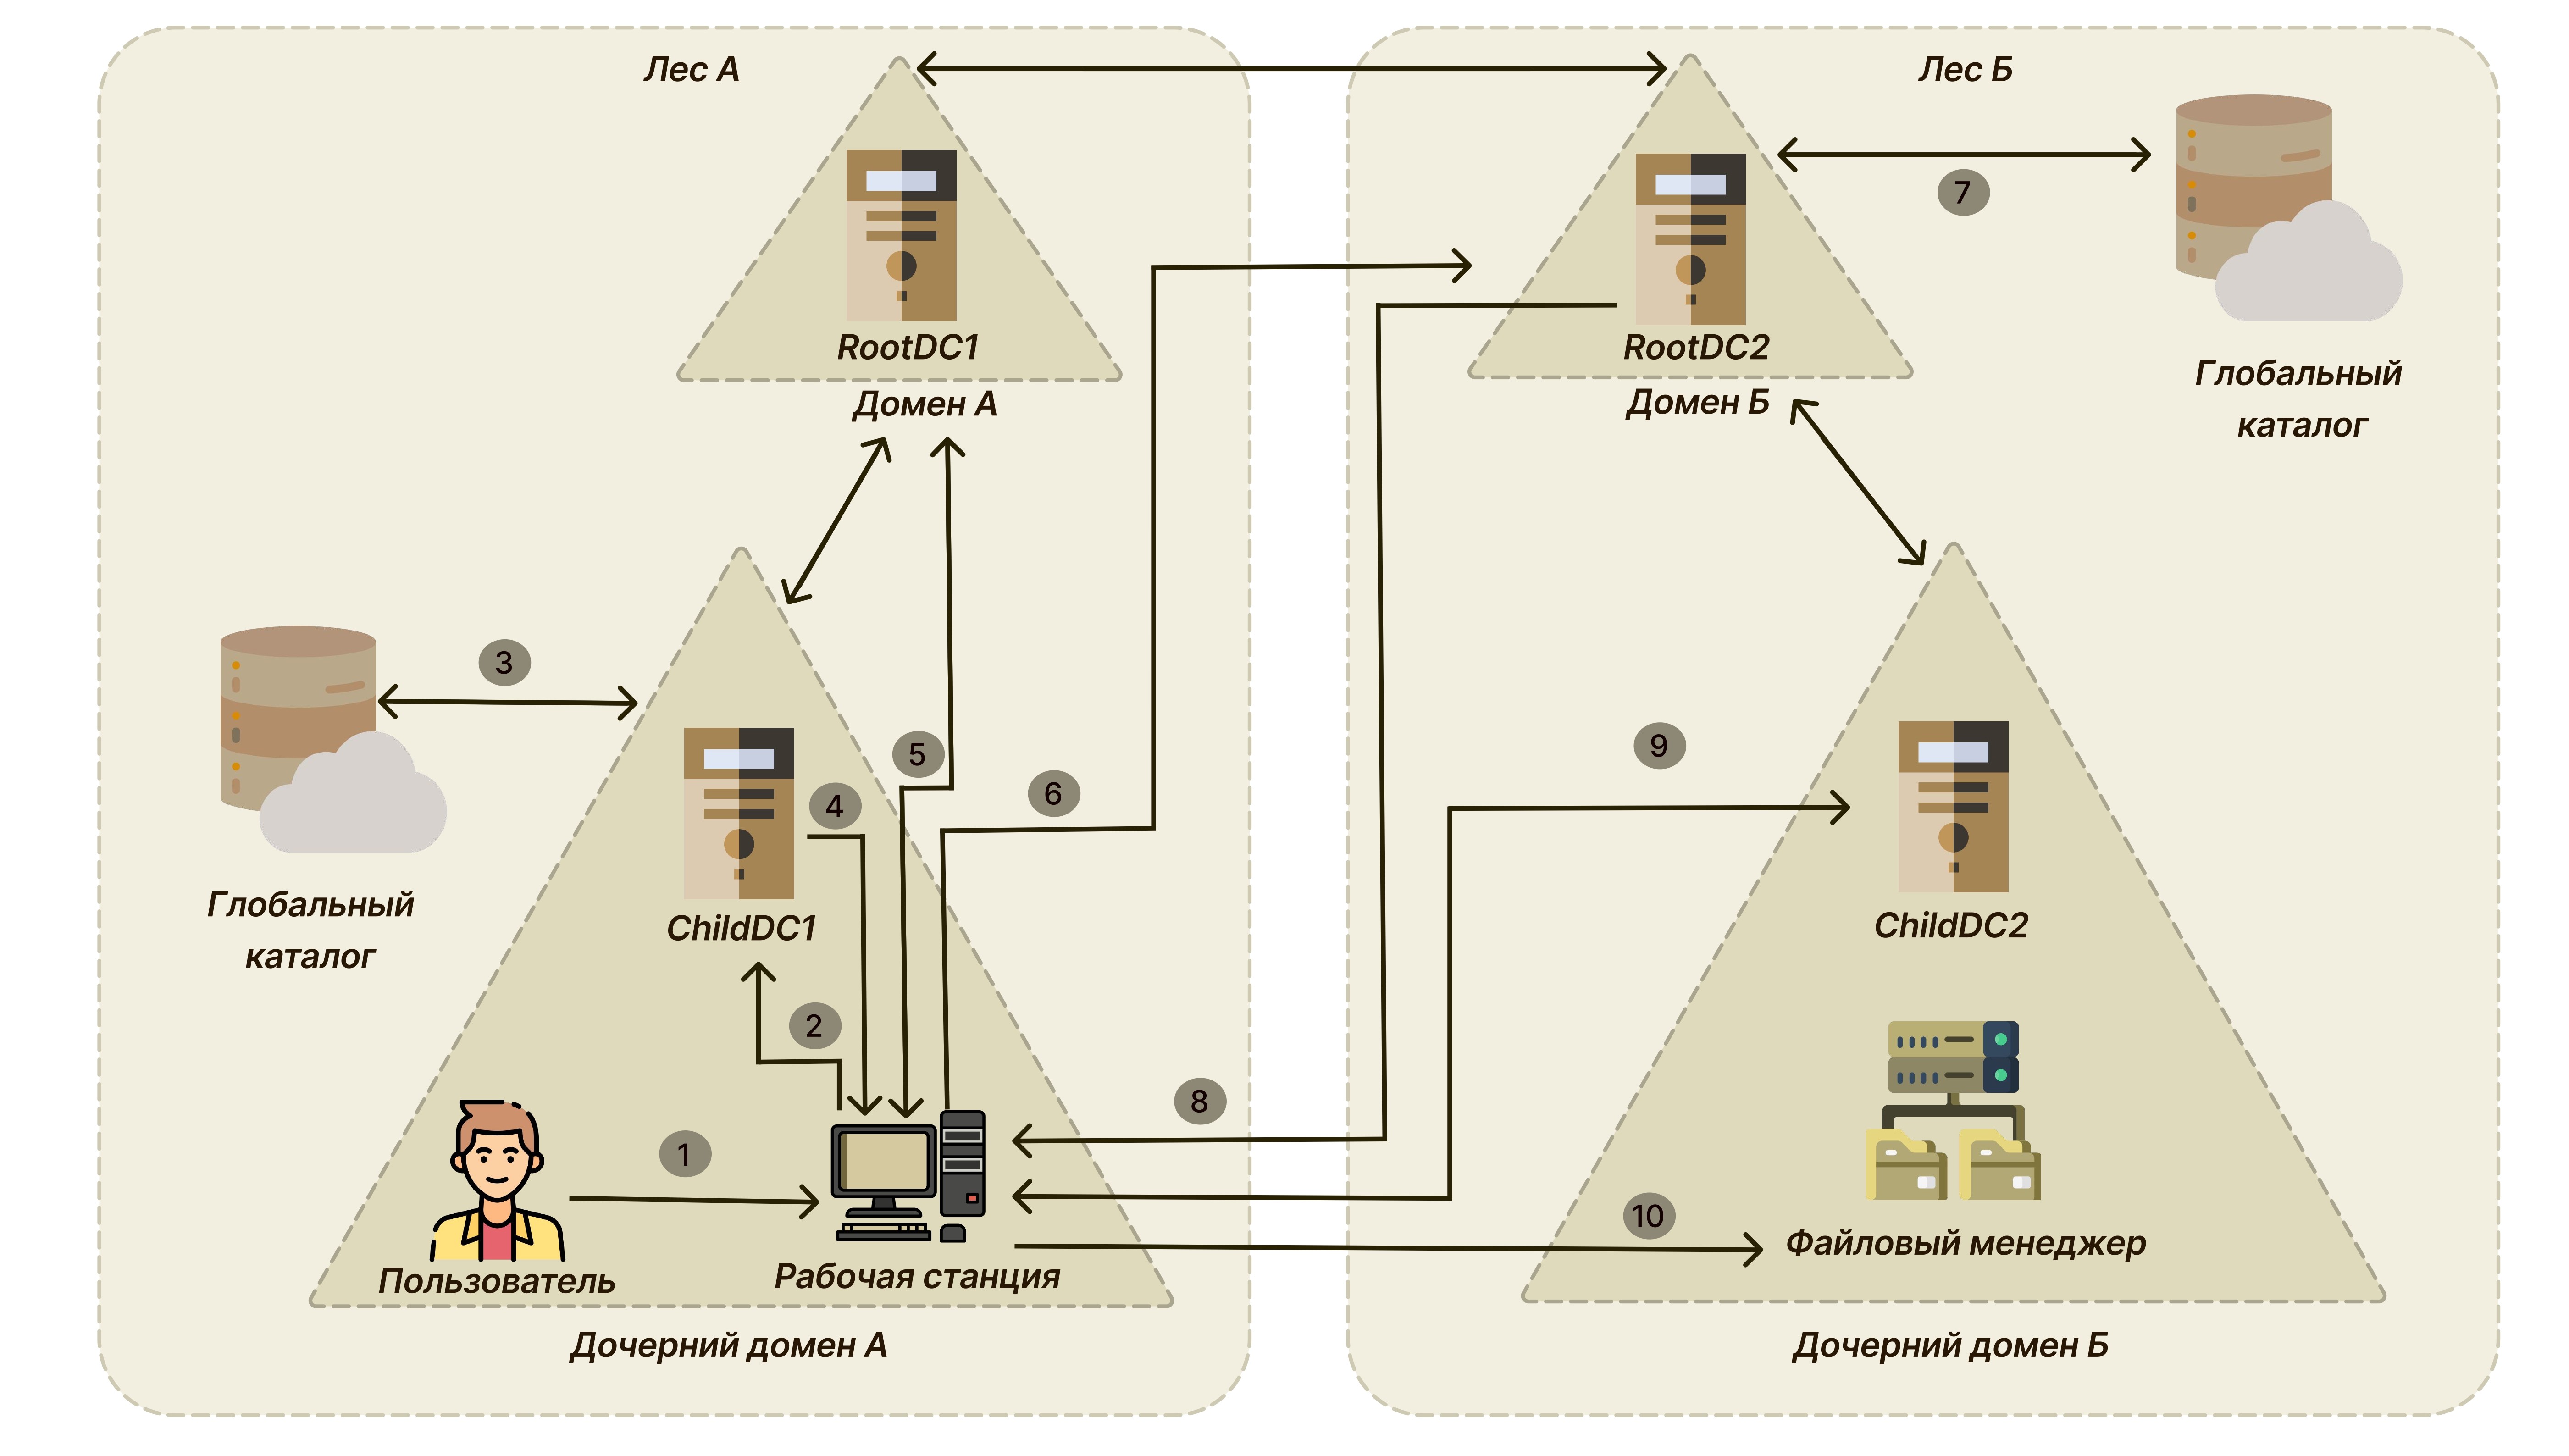 Лес А
Лес Б
7
RootDC1
RootDC2
Домен А
Домен Б
Глобальный
каталог
3
5
9
6
4
Глобальный
каталог
ChildDC1
ChildDC2
2
8
1
10
Файловый менеджер
Пользователь
Рабочая станция
Дочерний домен А
Дочерний домен Б